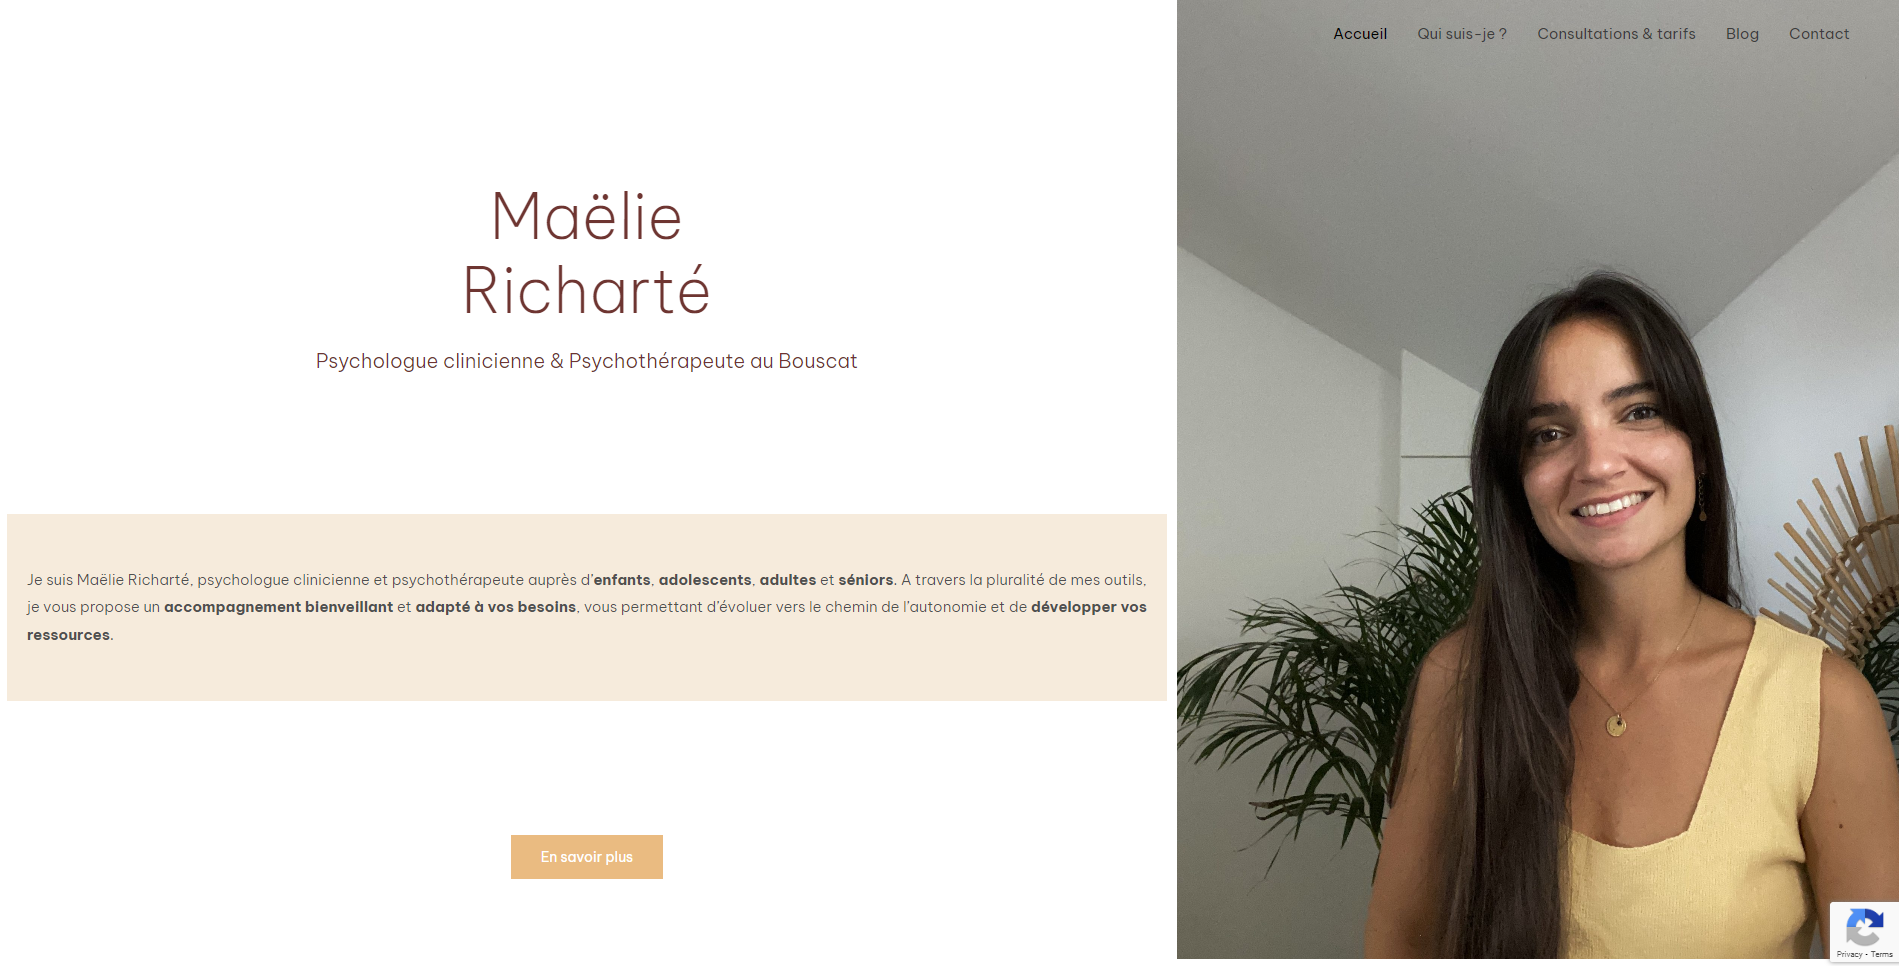 Accueil
Qui suis-je ?
Consultations & tarifs
Blog
Contact
Maëlie
Richarté
Psychologue clinicienne & Psychothérapeute au Bouscat
Je suis Maëlie Richarté, psychologue clinicienne et psychothérapeute auprès d’enfants, adolescents, adultes et séniors. A travers la pluralité de mes outils,
je vous propose un accompagnement bienveillant et adapté à vos besoins, vous permettant d’évoluer vers le chemin de l’autonomie et de développer vos
ressources.
En savoir plus
Privacy - Terms